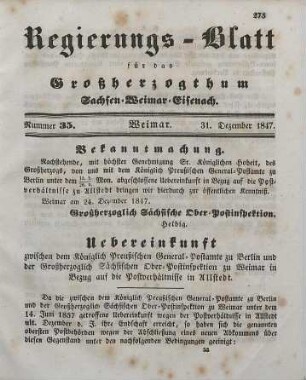 273
Regierungs-Blatt
für das
Großherzogthum
Sachsen-Weimar-Eisenach.
Nummer 35. Weimar. 31. Dezember 1847.
Bekanntmachung.
Nachstehende, mit höchster Genehmigung Sr. Königlichen Hoheit, des
Großherzogs, von uns mit dem Königlich Preußischen General-Postamte zu
Berlin unter dem Mon. abgeschlossene Uebereinkunft in Bezug auf die Post-
verhältnisse zu Allstedt bringen wir hierdurch zur öffentlichen Kenntniß.
Weimar am 24. Dezember 1847.
Großherzoglich Sächsische Ober-Postinspektion.
Helbig.
Uebereinkunft
zwischen dem Königlich Preußischen General-Postamte zu Berlin und
der Großherzoglich Sächsischen Ober-Postinspektion zu Weimar in
Bezug auf die Postverhältnisse in Allstedt.
Da die zwischen dem Königlich Preußischen General-Postamte zu Berlin und
der Großherzoglich Sächsischen Ober-Postinspektion zu Weimar unter dem
14. Juni 1837 entworfene wegen der Postverhältnisse in Allstedt mit
ult. Dezember d. J. ihre Endschaft erreicht, so haben sich die genannten
obersten Postbehörden wegen der Abschließung eines neuen Abkommens über
diesen Gegenstand unter den nachfolgenden Bedingungen geeinigt: